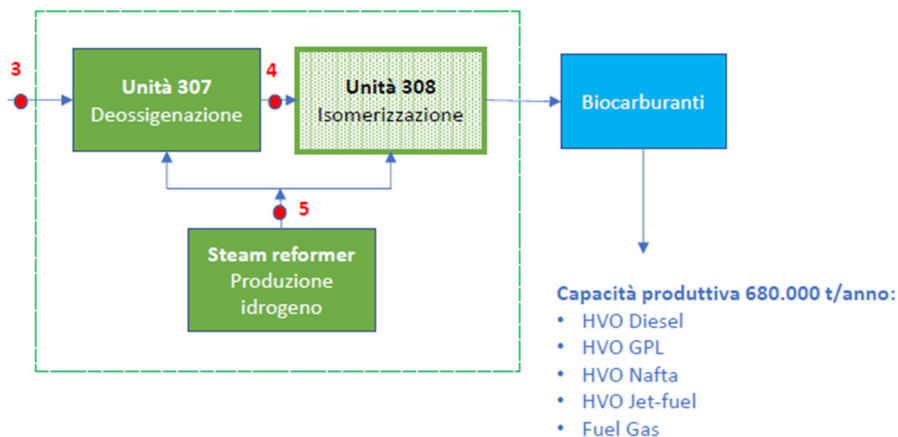 3
Unità 307
Deossigenazione
4
Unità 308
Isomerizzazione
Biocarburanti
5
Steam reformer
Produzione
idrogeno
Capacità produttiva 680.000 t/anno:
• HVO Diesel
• HVO GPL
• HVO Nafta
• HVO Jet-fuel
• Fuel Gas